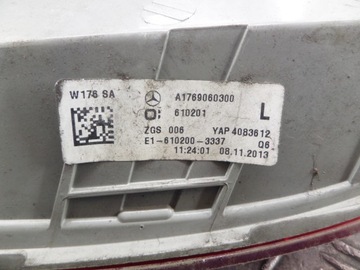 W176 SA A1769060300
610201 L
ZGS 006 YAP 4083612
E1-610200-3337 Q6
11:24:01 08.11.2013